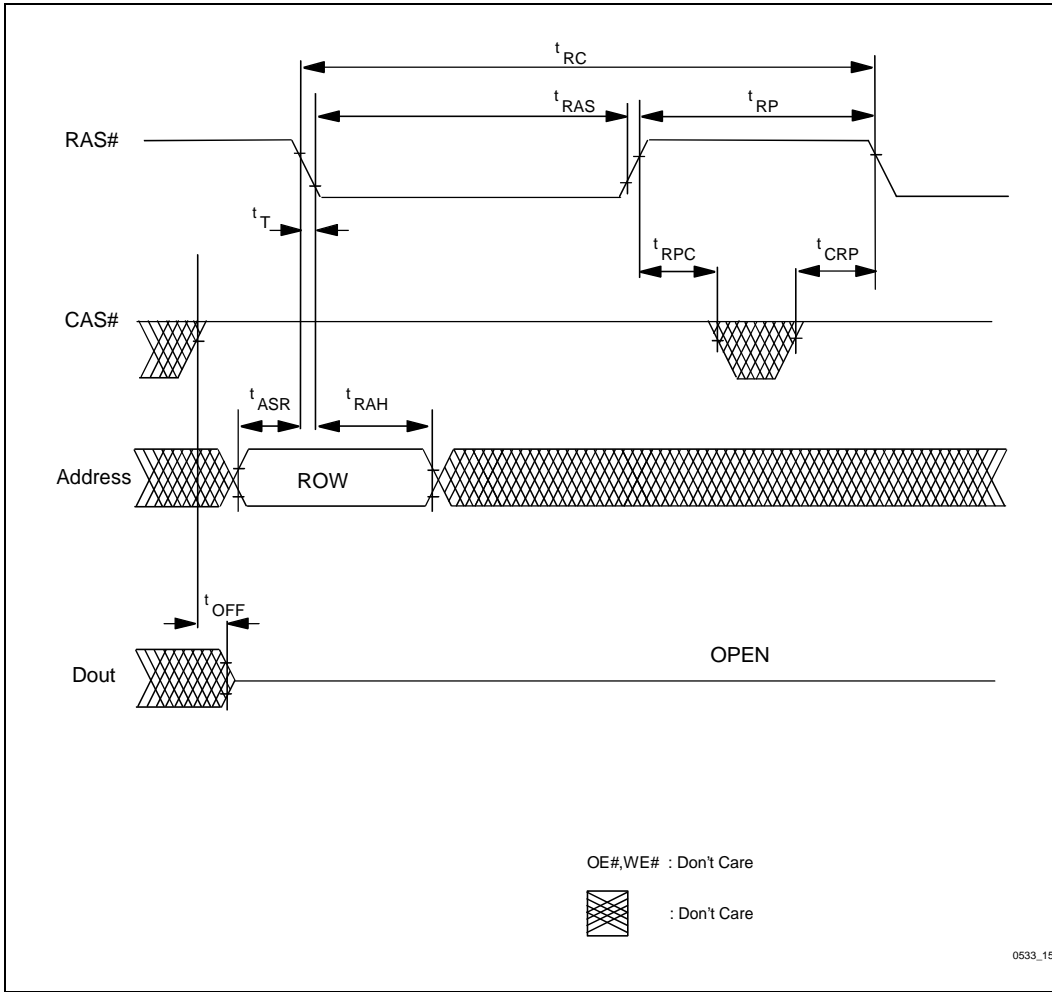 tRC
tRAS
tRP
RAS#
tT
tRPC
tCRP
CAS#
tASR
tRAH
Address
ROW
tOFF
OPEN
Dout
OE#,WE# : Don't Care
: Don't Care
0533_15